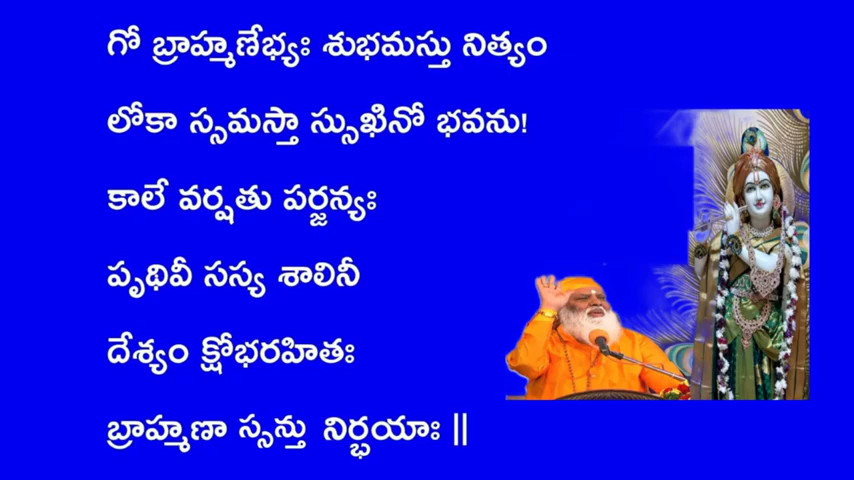 గో బ్రాహ్మణేభ్యః శుభమస్తు నిత్యం
లోకా స్సమస్తా స్సుఖినో భవను!
కాలే వర్షతు పర్జన్యః
పృథివీ సస్య శాలినీ
దేశ్యం క్షోభరహితః
బ్రాహ్మణా స్సన్తు నిర్భయాః ||